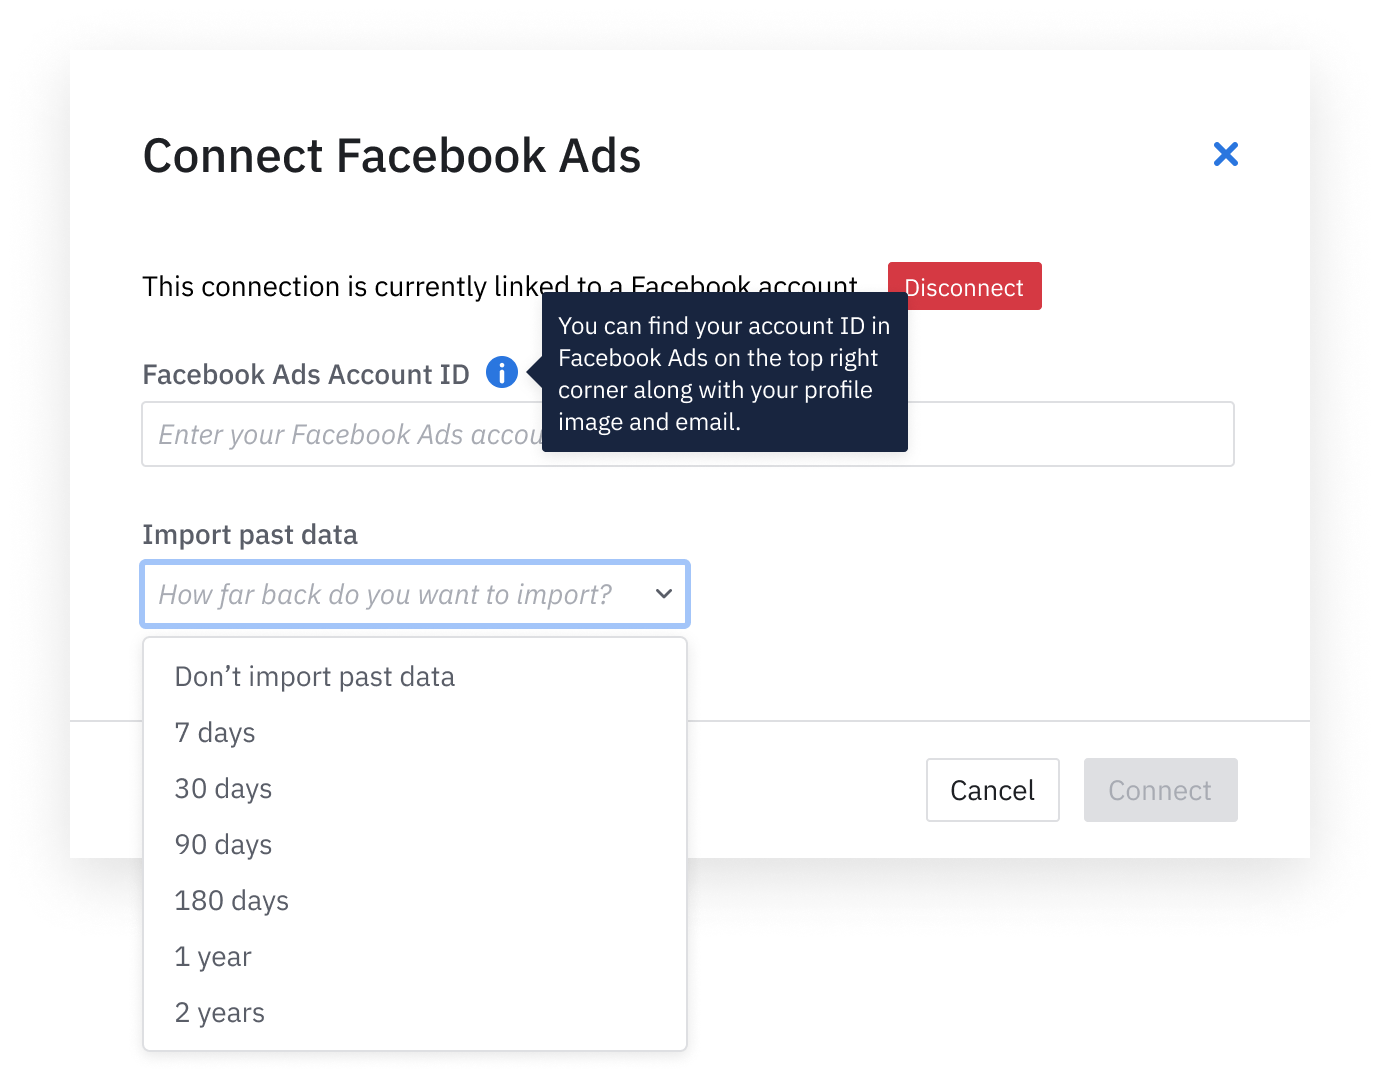 Connect Facebook Ads
This connection is currently linked to a Facebook account
Disconnect
Facebook Ads Account ID
You can find your account ID in
Facebook Ads on the top right
corner along with your profile
image and email.
Enter your Facebook Ads
Import past data
How far back do you want to import?
Don’t import past data
7 days
30 days
90 days
180 days
1 year
2 years
Cancel
Connect